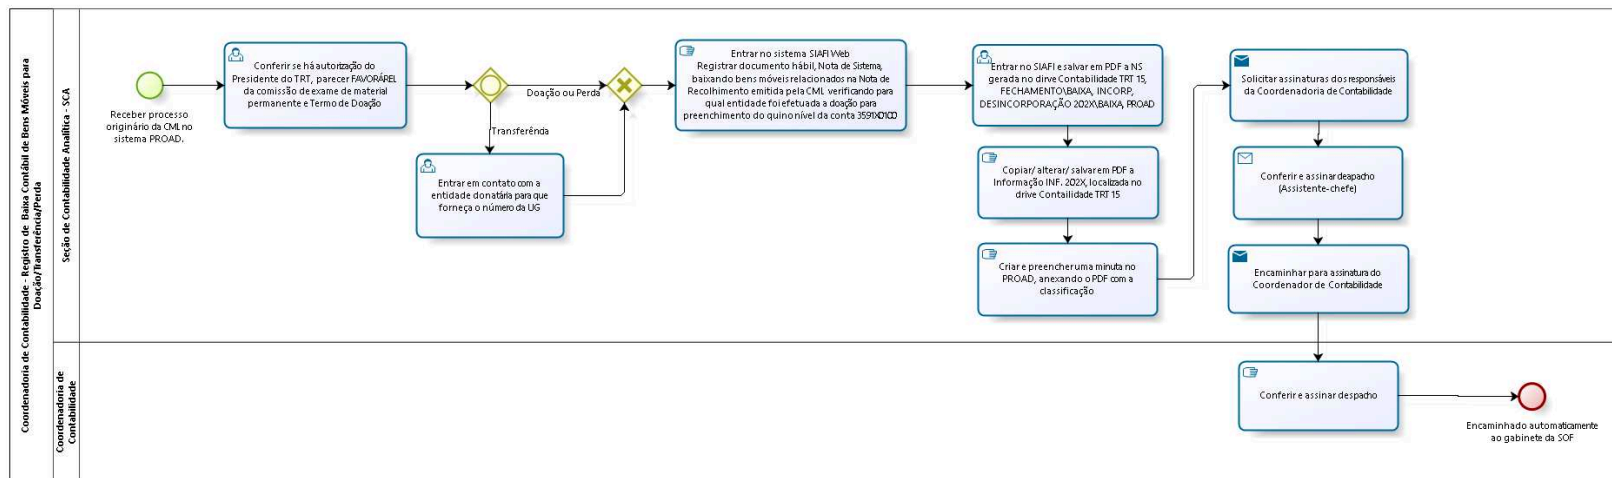 Coordenadoria de Contabilidade - Registro de Baixa Contábil de Bens Móveis para
Doação/Transferência/Perda
Seção de Contabilidade Analítica - SCA
Receber processo
originário da CML no
sistema PROAD.
Conferir se há autorização do
Presidente do TRT, parecer FAVORÁREL
da comissão de exame de material
permanente e Termo de Doação
Doação ou Perda
Transferência
Entrar em contato com a
entidade donatária para que
forneça o número da UG
Entrar no sistema SIAFI Web
Registrar documento hábil, Nota de Sistema,
baixando bens móveis relacionados na Nota de
Recolhimento emitida pela CML verificando para
qual entidade foi efetuada a doação para
preenchimento do quino nível da conta 3591X0100
Entrar no SIAFI e salvar em PDF a NS
gerada no dirve Contabilidade TRT 15,
FECHAMENTO\BAIXA, INCORP,
DESINCORPORAÇÃO 202X\BAIXA, PROAD
Copiar/ alterar/ salvar em PDF a
Informação INF. 202X, localizada no
drive Contailidade TRT 15
Criar e preencher uma minuta no
PROAD, anexando o PDF com a
classificação
Solicitar assinaturas dos responsáveis
da Coordenadoria de Contabilidade
Conferir e assinar deapacho
(Assistente-chefe)
Encaminhar para assinatura do
Coordenador de Contabilidade
Coordenadoria de
Contabilidade
Conferir e assinar despacho
Encaminhado automaticamente
ao gabinete da SOF